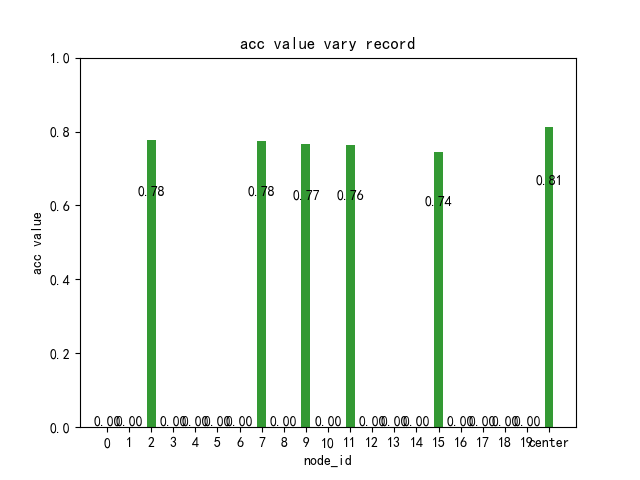 acc value vary record
acc value
1.0
0.8
0.6
0.4
0.2
0.0
0.00 0.00 0.78 0.00 0.00 0.00 0.00 0.78 0.00 0.77 0.00 0.76 0.00 0.00 0.00 0.74 0.00 0.00 0.00 0.00 0.81
0 1 2 3 4 5 6 7 8 9 10 11 12 13 14 15 16 17 18 19 center
node_id